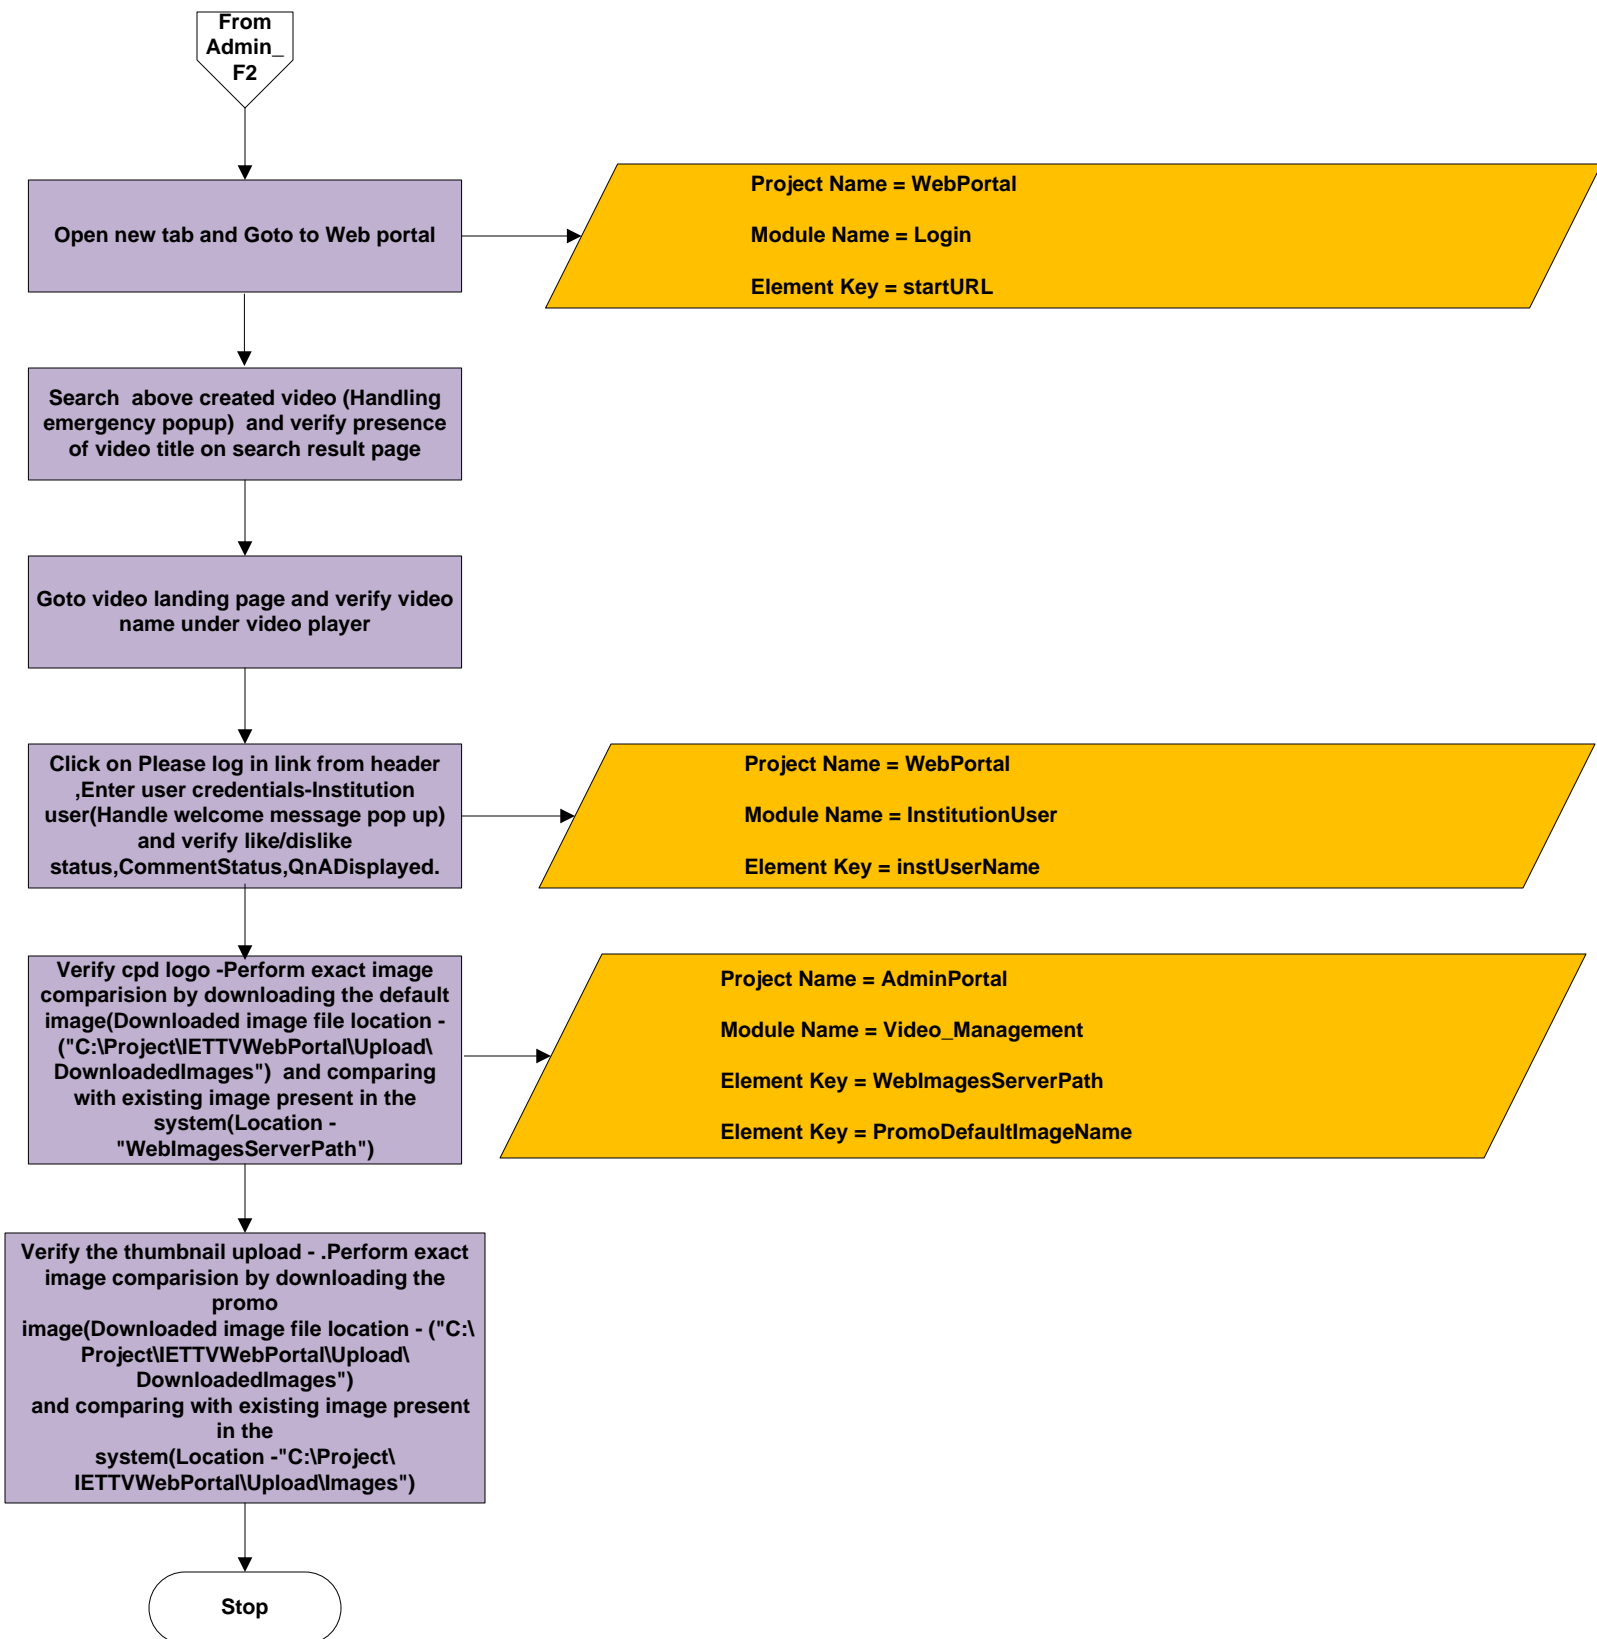 From
Admin_
F2
Open new tab and Goto to Web portal
Project Name = WebPortal
Module Name = Login
Element Key = startURL
Search  above created video (Handling
emergency popup)  and verify presence
of video title on search result page
Goto video landing page and verify video
name under video player
Click on Please log in link from header
,Enter user credentials-Institution
user(Handle welcome message pop up)
and verify like/dislike
status,CommentStatus,QnADisplayed.
Project Name = WebPortal
Module Name = InstitutionUser
Element Key = instUserName
Verify cpd logo -Perform exact image
comparision by downloading the default
image(Downloaded image file location -
("C:\Project\IETTVWebPortal\Upload\
DownloadedImages")  and comparing
with existing image present in the
system(Location -
"WebImagesServerPath")
Project Name = AdminPortal
Module Name = Video_Management
Element Key = WebImagesServerPath
Element Key = PromoDefaultImageName
Verify the thumbnail upload - .Perform exact
image comparision by downloading the
promo
image(Downloaded image file location - ("C:\
Project\IETTVWebPortal\Upload\
DownloadedImages")
and comparing with existing image present
in the
system(Location -"C:\Project\
IETTVWebPortal\Upload\Images")
Stop